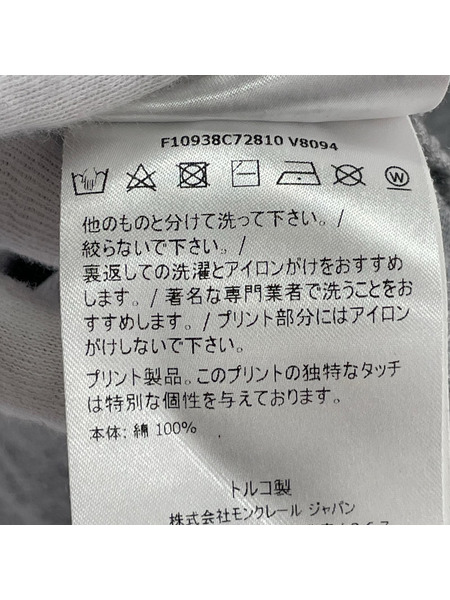 F10938C72810 V8094
他のものと分けて洗って下さい。/
絞らないで下さい。/
裏返しての洗濯とアイロンがけをおすすめ
します。/ 著名な専門業者で洗うことをお
すすめします。/ プリント部分にはアイロン
がけしないで下さい。
プリント製品。このプリントの独特なタッチ
は特別な個性を与えております。
本体: 綿 100%
トルコ製
株式会社モンクレール ジャパン